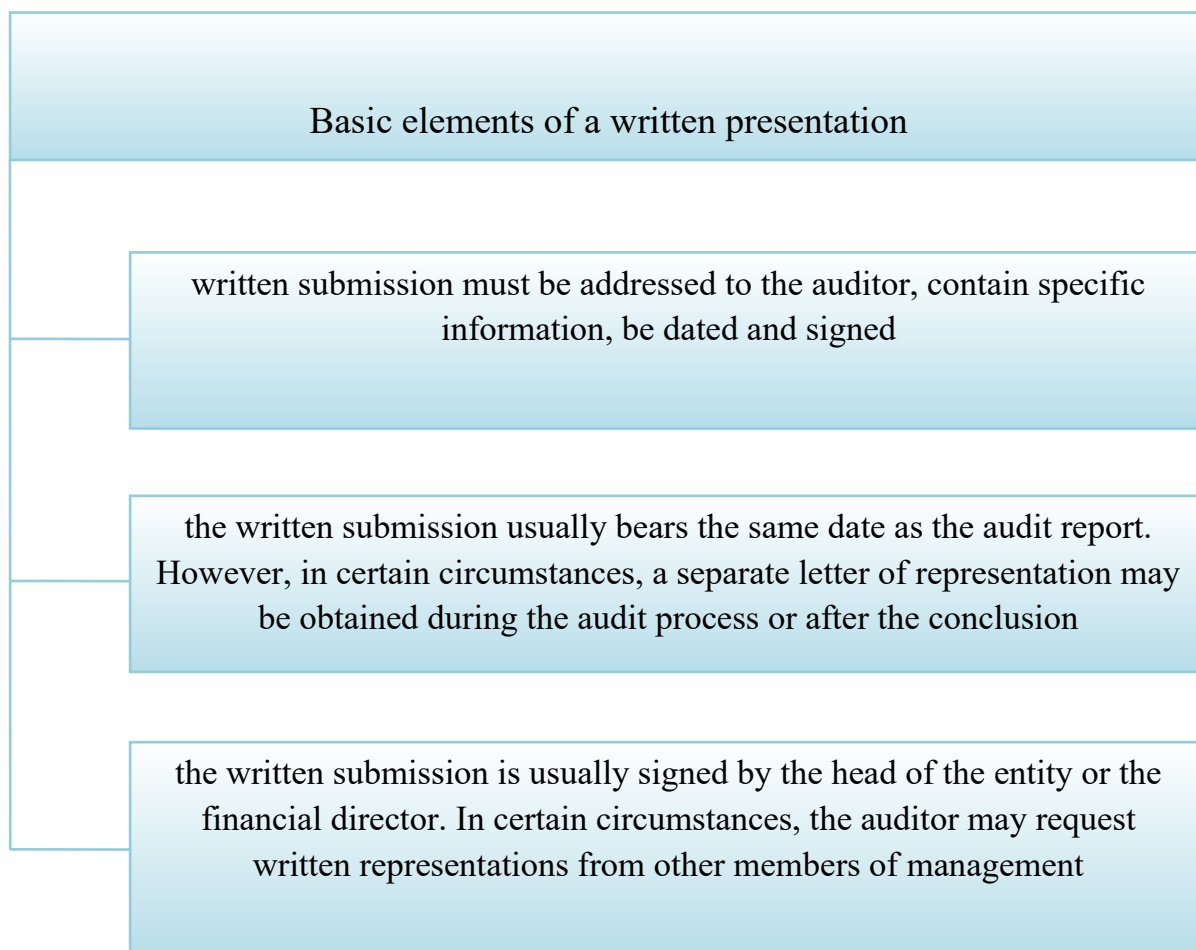 Basic elements of a written presentation
written submission must be addressed to the auditor, contain specific
information, be dated and signed
the written submission usually bears the same date as the audit report.
However, in certain circumstances, a separate letter of representation may
be obtained during the audit process or after the conclusion
the written submission is usually signed by the head of the entity or the
financial director. In certain circumstances, the auditor may request
written representations from other members of management